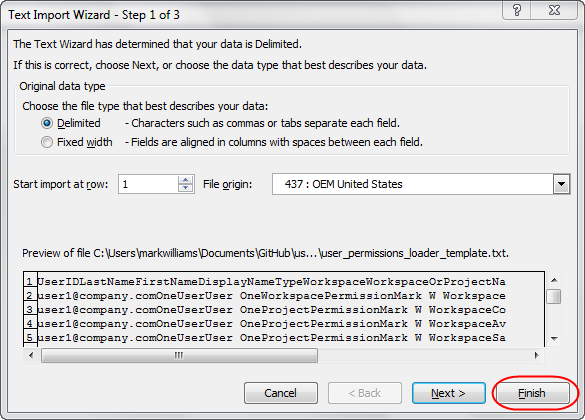 Text Import Wizard - Step 1 of 3
The Text Wizard has determined that your data is Delimited.
If this is correct, choose Next, or choose the data type that best describes your data.
Original data type
Choose the file type that best describes your data:
Delimited - Characters such as commas or tabs separate each field.
Fixed width - Fields are aligned in columns with spaces between each field.
Start import at row: 1 File origin: 437 : OEM United States
Preview of file C:\Users\markwilliams\Documents\GitHub\us...\user_permissions_loader_template.txt.
1 UserIDLastNameFirstNameDisplayNameTypeWorkspaceWorkspaceOrProjectNa
2 user1@company.comOneUserUser OneWorkspacePermissionMark W Workspace
3 user1@company.comOneUserUser OneProjectPermissionMark W WorkspaceCo
4 user1@company.comOneUserUser OneProjectPermissionMark W WorkspaceAv
5 user1@company.comOneUserUser OneProjectPermissionMark W WorkspaceSa
Cancel < Back Next > Finish